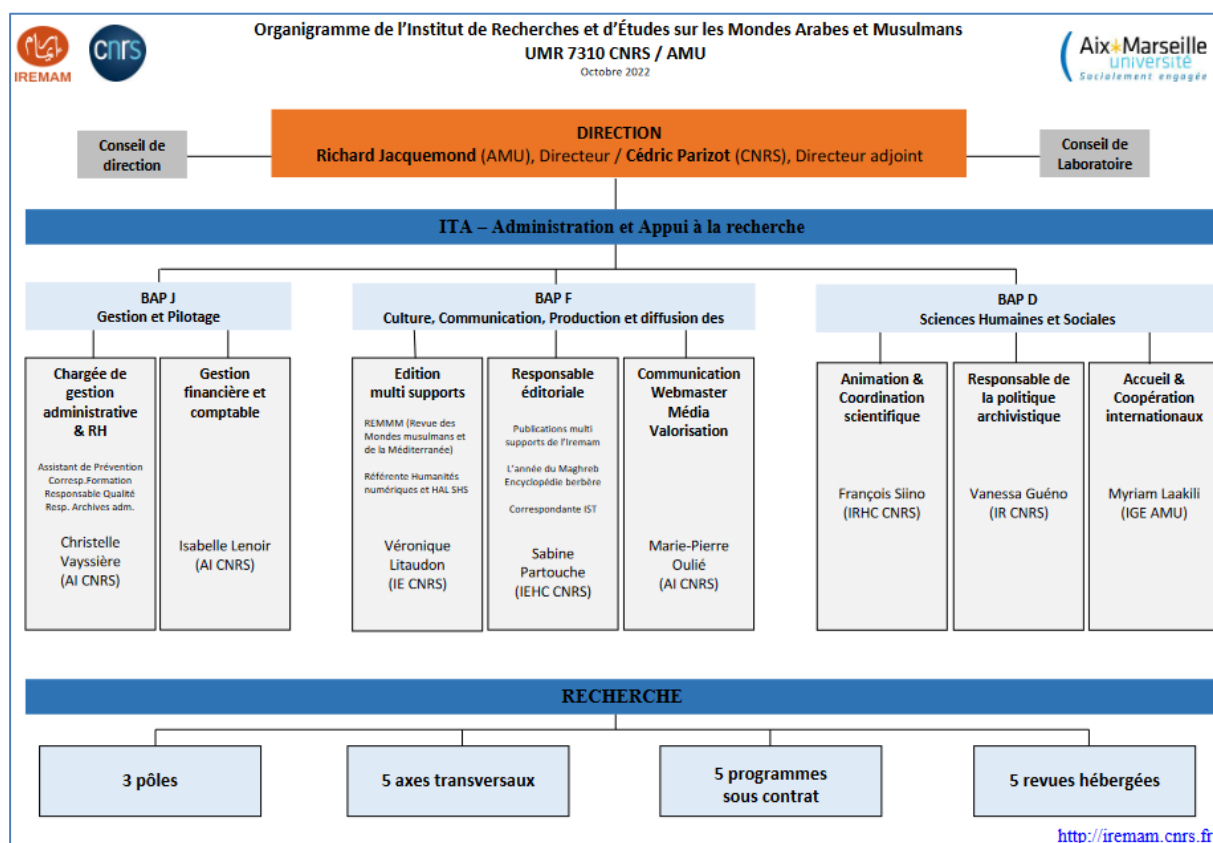 Organigramme de l'Institut de Recherches et d'Études sur les Mondes Arabes et Musulmans
UMR 7310 CNRS / AMU
Octobre 2022
IREMAM
cnrs
Aix*Marseille
université
Socialement engagée
Conseil de
direction
DIRECTION
Richard Jacquemond (AMU), Directeur / Cédric Parizot (CNRS), Directeur adjoint
Conseil de
Laboratoire
ITA – Administration et Appui à la recherche
BAP J
Gestion et Pilotage
BAP F
Culture, Communication, Production et diffusion des
BAP D
Sciences Humaines et Sociales
Chargée de
gestion
administrative
& RH
Assistant de Prévention
Corresp.Formation
Responsable Qualité
Resp. Archives adm.
Christelle
Vayssière
(AI CNRS)
Gestion
financière et
comptable
Isabelle Lenoir
(AI CNRS)
Edition
multi supports
REMMM (Revue des
Mondes musulmans et
de la Méditerranée)
Référente Humanités
numériques et HAL SHS
Véronique
Litaudon
(IE CNRS)
Responsable
éditoriale
Publications multi
supports de l'Iremam
L'année du Maghreb
Encyclopédie berbère
Correspondante IST
Sabine
Partouche
(IEHC CNRS)
Communication
Webmaster
Média
Valorisation
Marie-Pierre
Oulié
(AI CNRS)
Animation &
Coordination
scientifique
François Siino
(IRHC CNRS)
Responsable de
la politique
archivistique
Vanessa Guéno
(IR CNRS)
Accueil &
Coopération
internationaux
Myriam Laakili
(IGE AMU)
RECHERCHE
3 pôles
5 axes transversaux
5 programmes
sous contrat
5 revues hébergées
http://iremam.cnrs.fr